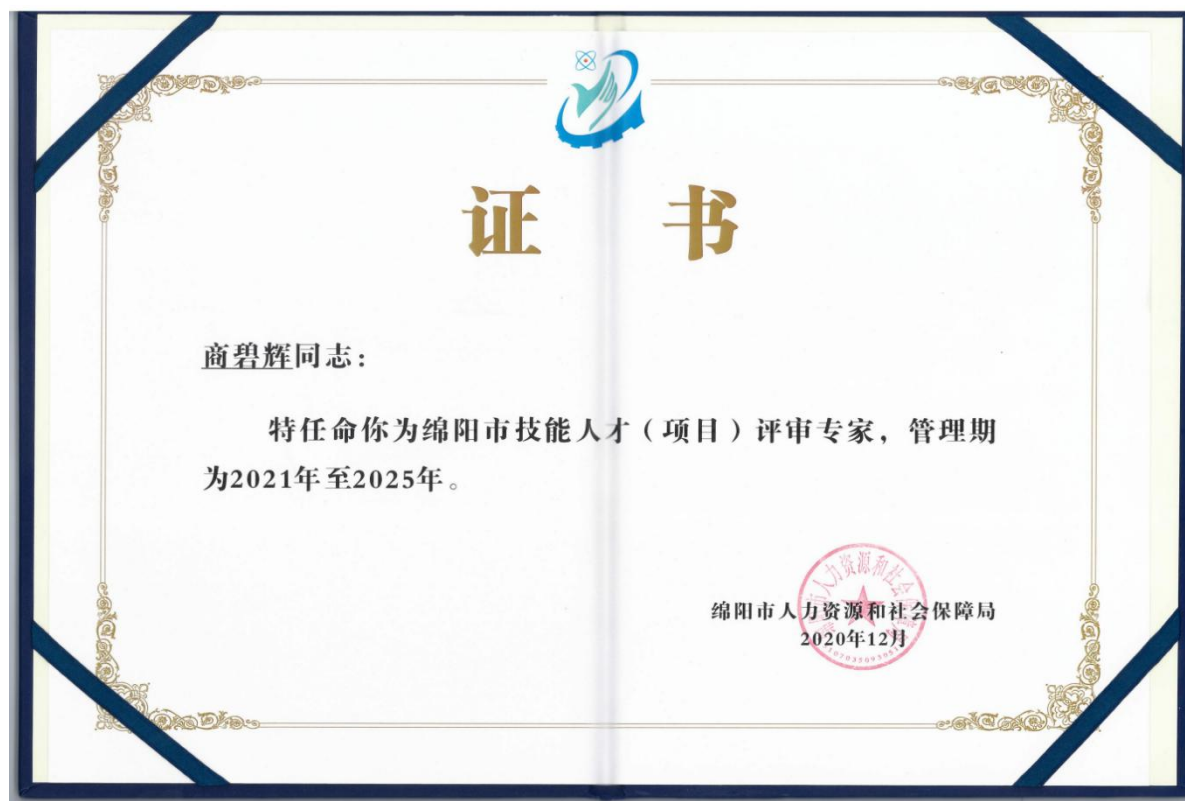 证 书
商碧辉同志：
特任命你为绵阳市技能人才（项目）评审专家，管理期
为2021年至2025年。
绵阳市人力资源和社会保障局
2020年12月